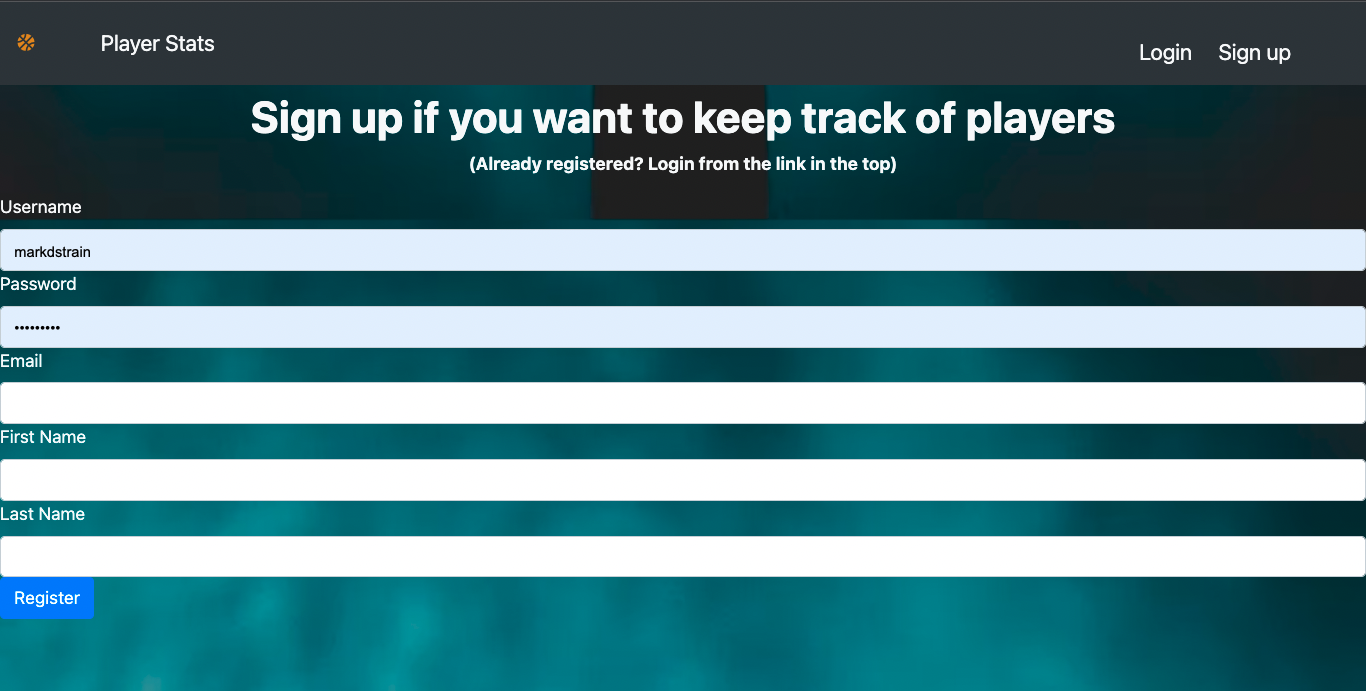 Player Stats
Login
Sign up
Sign up if you want to keep track of players
(Already registered? Login from the link in the top)
Username
markdstrain
Password
•••••••••
Email
First Name
Last Name
Register